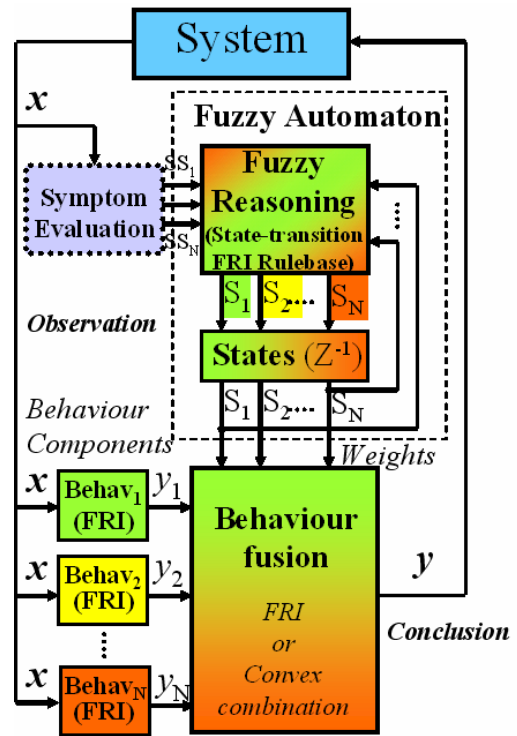 System
x
Fuzzy Automaton
SS1
SSN
Symptom
Evaluation
Fuzzy
Reasoning
(State-transition
FRI Rulebase)
S1 S2.... SN
Observation
States (Z-1)
S1 S2.... SN
Behaviour
Components
Weights
x Behav1 (FRI) y1
x Behav2 (FRI) y2
x BehavN (FRI) yN
Behaviour
fusion
FRI
or
Convex
combination
y
Conclusion